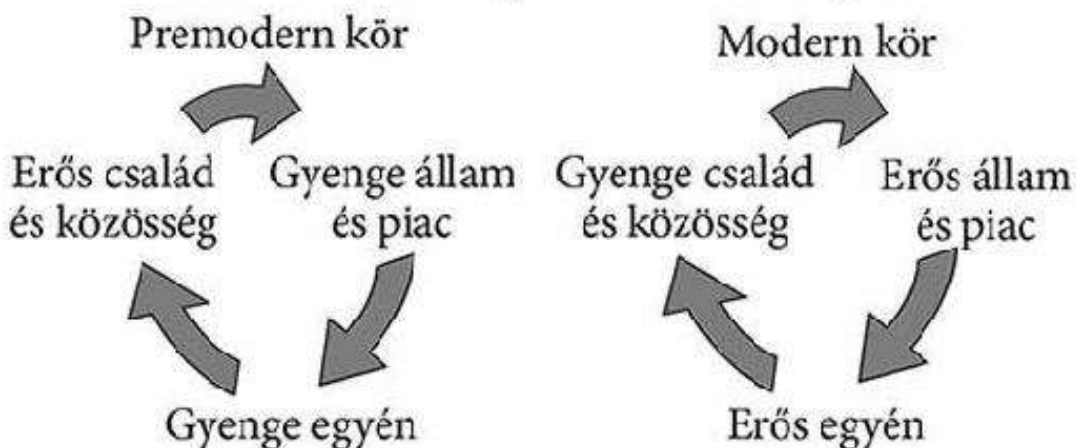 Premodern kör
Erős család
és közösség
Gyenge állam
és piac
Gyenge egyén
Modern kör
Gyenge család
és közösség
Erős állam
és piac
Erős egyén